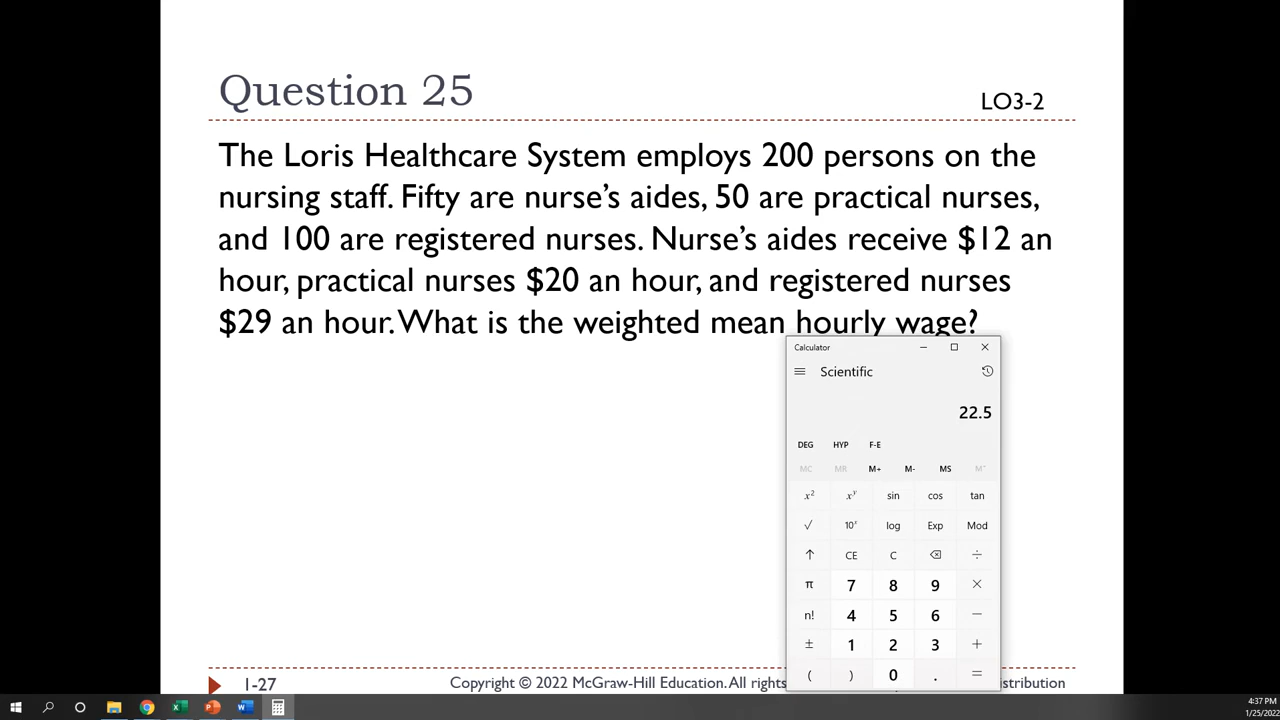 Question 25
LO3-2
The Loris Healthcare System employs 200 persons on the
nursing staff. Fifty are nurse’s aides, 50 are practical nurses,
and 100 are registered nurses. Nurse’s aides receive $12 an
hour, practical nurses $20 an hour, and registered nurses
$29 an hour. What is the weighted mean hourly wage?
Calculator
Scientific
22.5
DEG HYP F-E
MC MR M+ M- MS M˅
x² xʸ sin cos tan
√ 10ˣ log Exp Mod
↑ CE C ⌫ ÷
π 7 8 9 ×
n! 4 5 6 −
± 1 2 3 +
( ) 0 . =
1-27
Copyright © 2022 McGraw-Hill Education. All rights
istribution
4:37 PM
1/25/2022